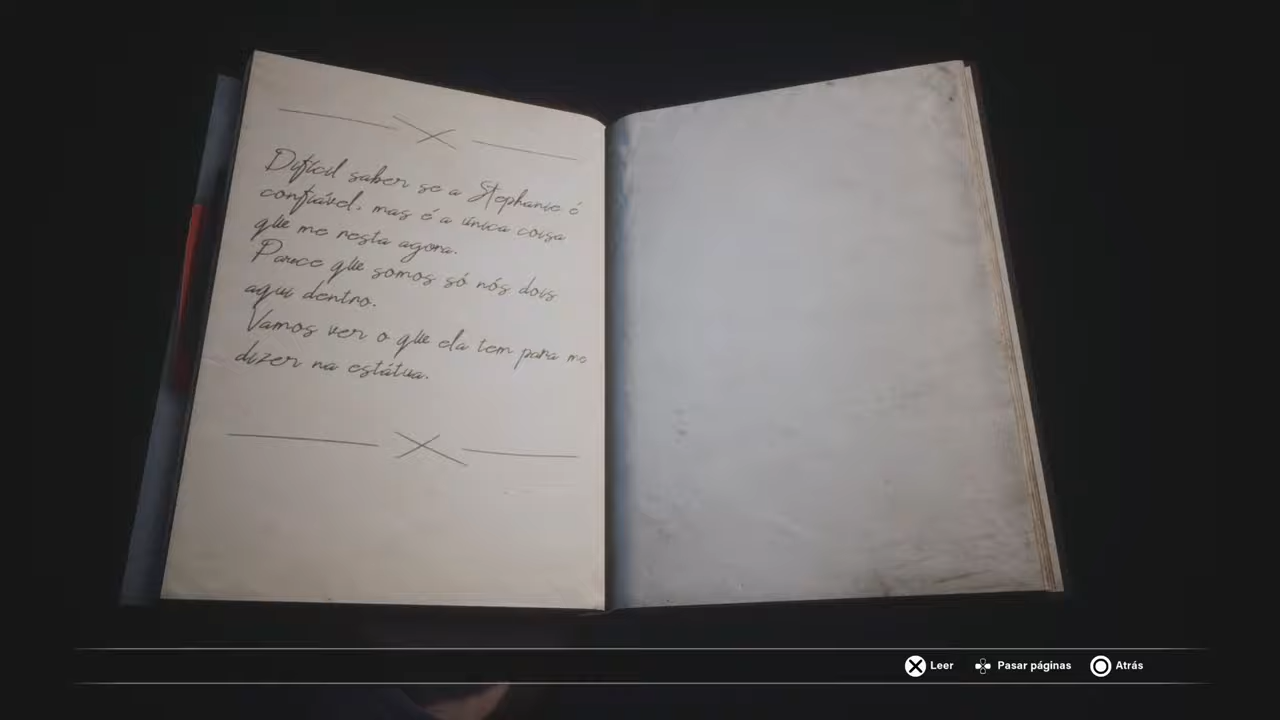 Difícil saber se a Stephanie é
confiável, mas é a única coisa
que me resta agora.
Parece que somos só nós dois
aqui dentro.
Vamos ver o que ela tem para me
dizer na estátua.
Leer
Pasar páginas
Atrás